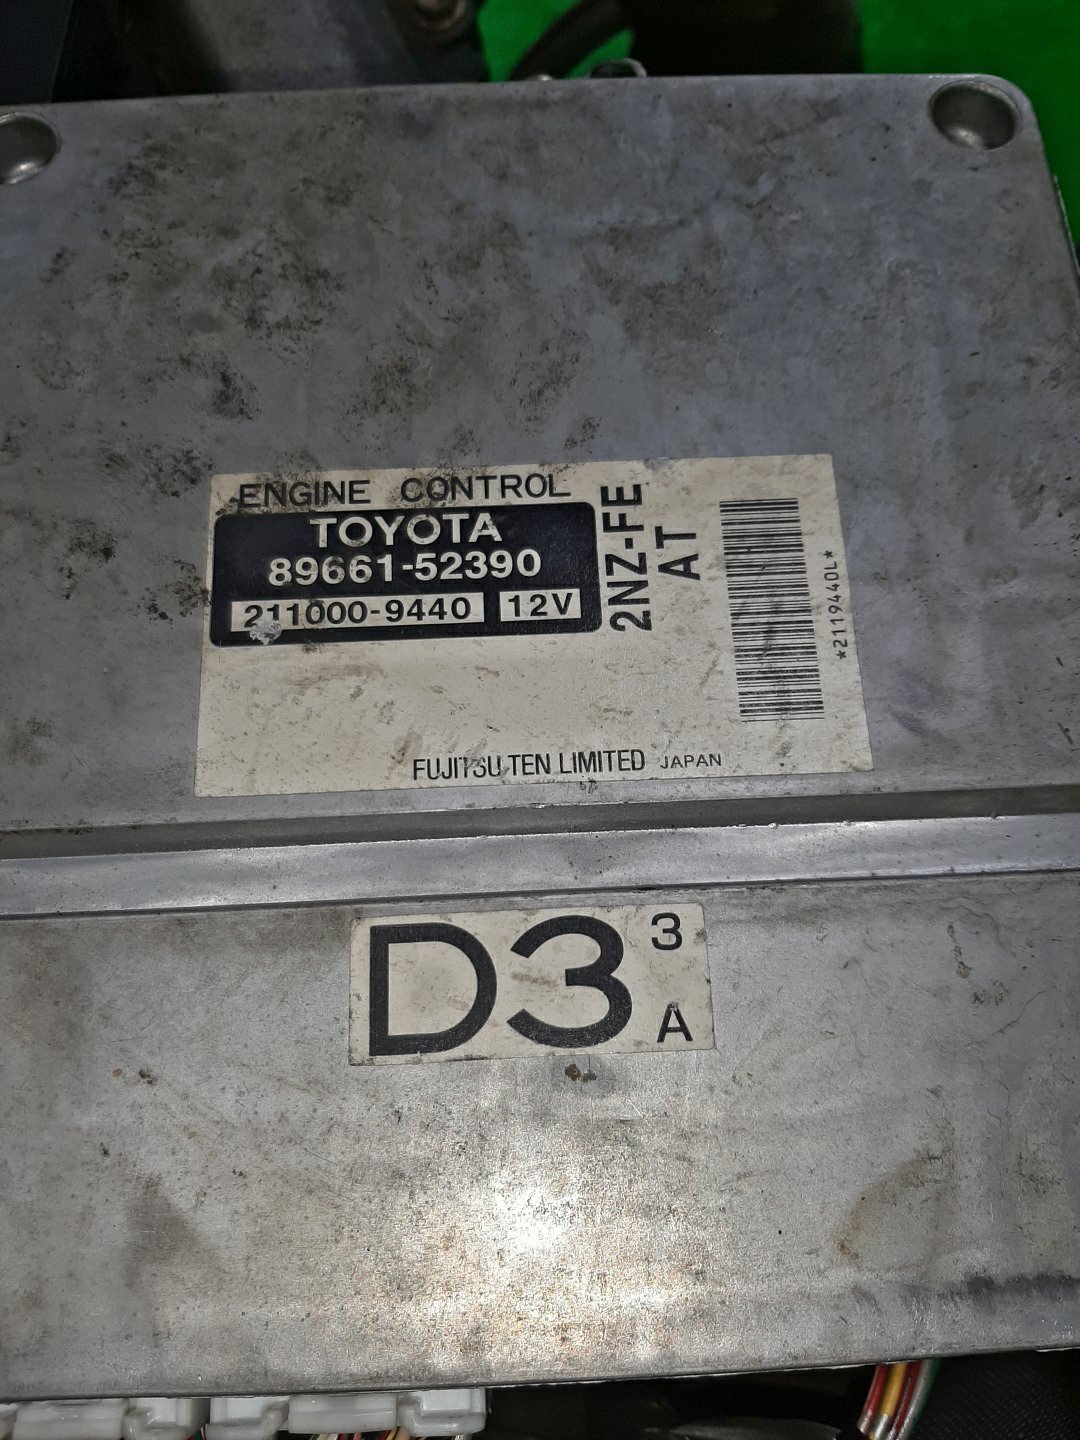 ENGINE CONTROL
TOYOTA
89661-52390
211000-9440 12V
2NZ-FE
AT
*2119440L*
FUJITSU TEN LIMITED JAPAN
D3 3
A